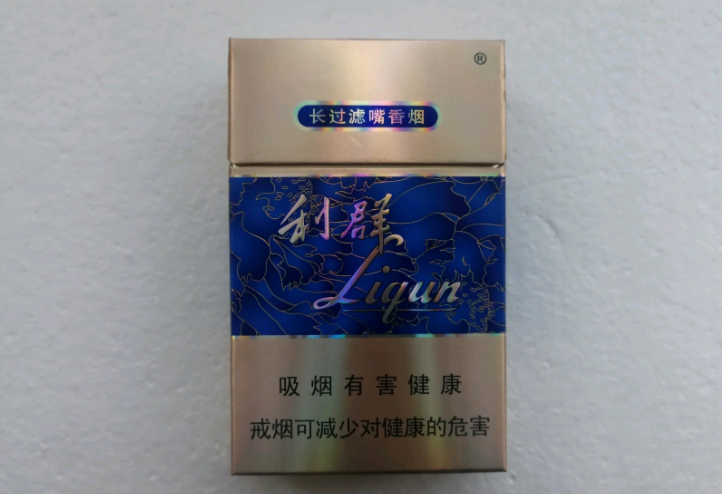 ®
长过滤嘴香烟
利群
Liqun
吸烟有害健康
戒烟可减少对健康的危害